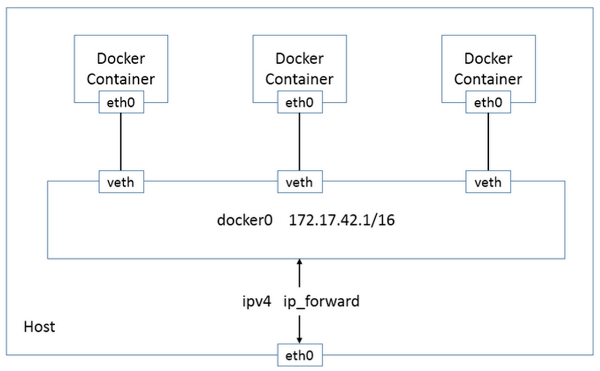 Docker
Container
Docker
Container
Docker
Container
eth0
eth0
eth0
veth
veth
veth
docker0 172.17.42.1/16
ipv4 ip_forward
Host
eth0